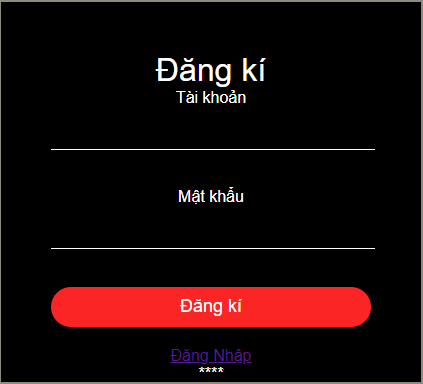 Đăng kí
Tài khoản
Mật khẩu
Đăng kí
Đăng Nhập
****